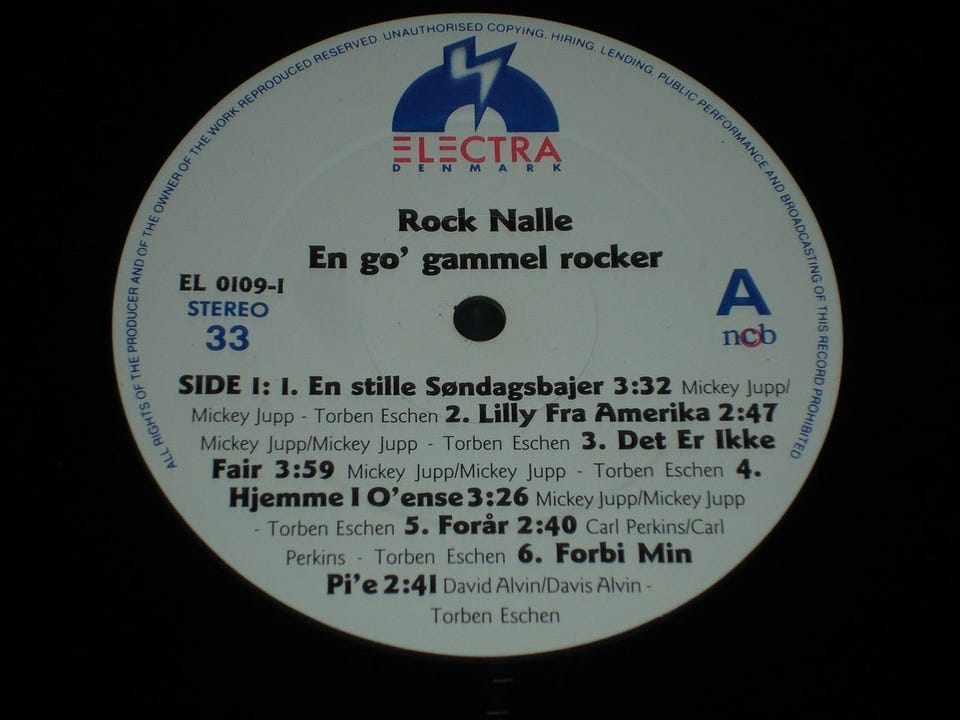 ALL RIGHTS OF THE PRODUCER AND OF THE OWNER OF THE WORK REPRODUCED RESERVED. UNAUTHORISED COPYING, HIRING, LENDING, PUBLIC PERFORMANCE AND BROADCASTING OF THIS RECORD PROHIBITED
ELECTRA
DENMARK
Rock Nalle
En go' gammel rocker
EL 0109-1
STEREO
33
A
ncb
SIDE 1: 1. En stille Søndagsbajer 3:32 Mickey Jupp/
Mickey Jupp - Torben Eschen 2. Lilly Fra Amerika 2:47
Mickey Jupp/Mickey Jupp - Torben Eschen 3. Det Er Ikke
Fair 3:59 Mickey Jupp/Mickey Jupp - Torben Eschen 4.
Hjemme I O'ense 3:26 Mickey Jupp/Mickey Jupp
- Torben Eschen 5. Forår 2:40 Carl Perkins/Carl
Perkins - Torben Eschen 6. Forbi Min
Pi'e 2:41 David Alvin/Davis Alvin -
Torben Eschen